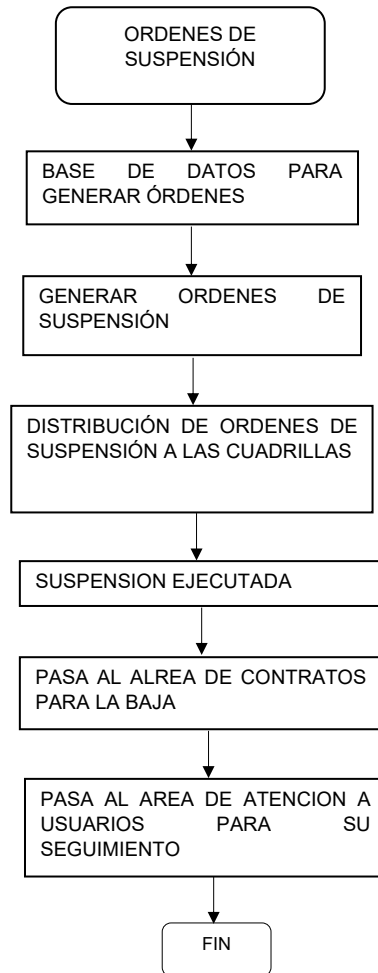 ORDENES DE
SUSPENSIÓN
BASE DE DATOS PARA
GENERAR ÓRDENES
GENERAR ORDENES DE
SUSPENSIÓN
DISTRIBUCIÓN DE ORDENES DE
SUSPENSIÓN A LAS CUADRILLAS
SUSPENSION EJECUTADA
PASA AL ALREA DE CONTRATOS
PARA LA BAJA
PASA AL AREA DE ATENCION A
USUARIOS PARA SU
SEGUIMIENTO
FIN